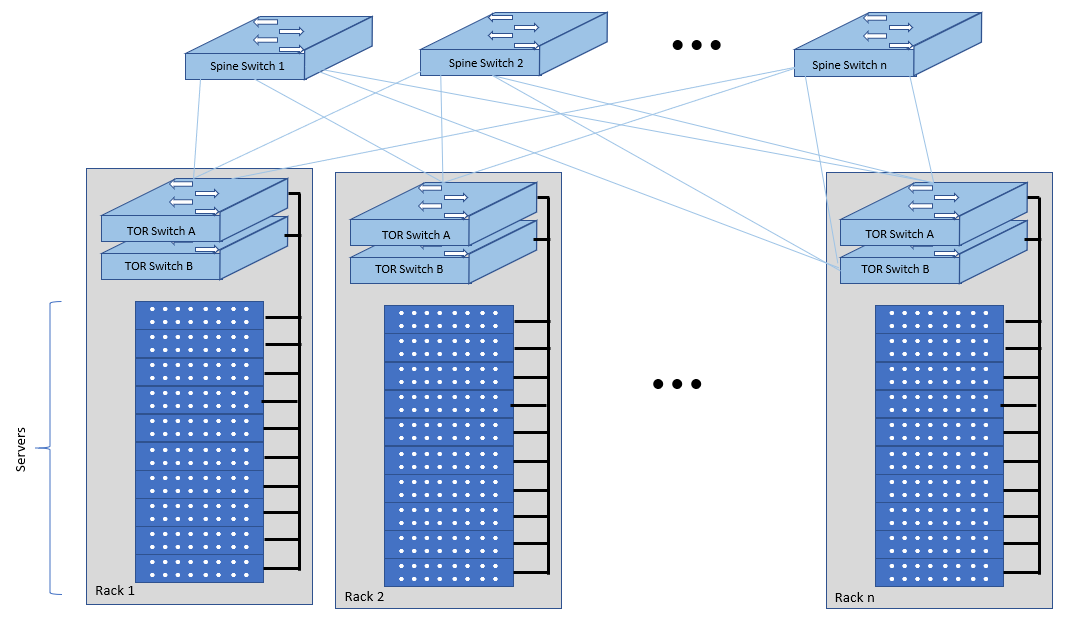 Spine Switch 1
Spine Switch 2
Spine Switch n
TOR Switch A
TOR Switch B
TOR Switch A
TOR Switch B
TOR Switch A
TOR Switch B
Servers
Rack 1
Rack 2
Rack n